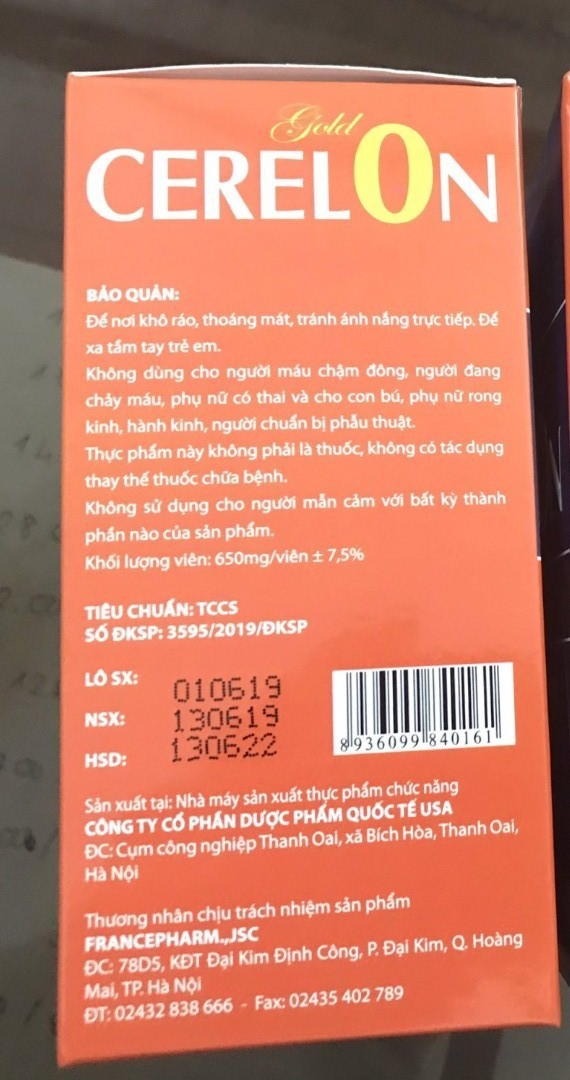 Gold
CERELON
BẢO QUẢN:
Để nơi khô ráo, thoáng mát, tránh ánh nắng trực tiếp. Để
xa tầm tay trẻ em.
Không dùng cho người máu chậm đông, người đang
chảy máu, phụ nữ có thai và cho con bú, phụ nữ rong
kinh, hành kinh, người chuẩn bị phẫu thuật.
Thực phẩm này không phải là thuốc, không có tác dụng
thay thế thuốc chữa bệnh.
Không sử dụng cho người mẫn cảm với bất kỳ thành
phần nào của sản phẩm.
Khối lượng viên: 650mg/viên ± 7,5%
TIÊU CHUẨN: TCCS
SỐ ĐKSP: 3595/2019/ĐKSP
LÔ SX: 010619
NSX: 130619
HSD: 130622
8936099840161
Sản xuất tại: Nhà máy sản xuất thực phẩm chức năng
CÔNG TY CỔ PHẦN DƯỢC PHẨM QUỐC TẾ USA
ĐC: Cụm công nghiệp Thanh Oai, xã Bích Hòa, Thanh Oai,
Hà Nội
Thương nhân chịu trách nhiệm sản phẩm
FRANCEPHARM.,JSC
ĐC: 78D5, KĐT Đại Kim Định Công, P. Đại Kim, Q. Hoàng
Mai, TP. Hà Nội
ĐT: 02432 838 666 - Fax: 02435 402 789